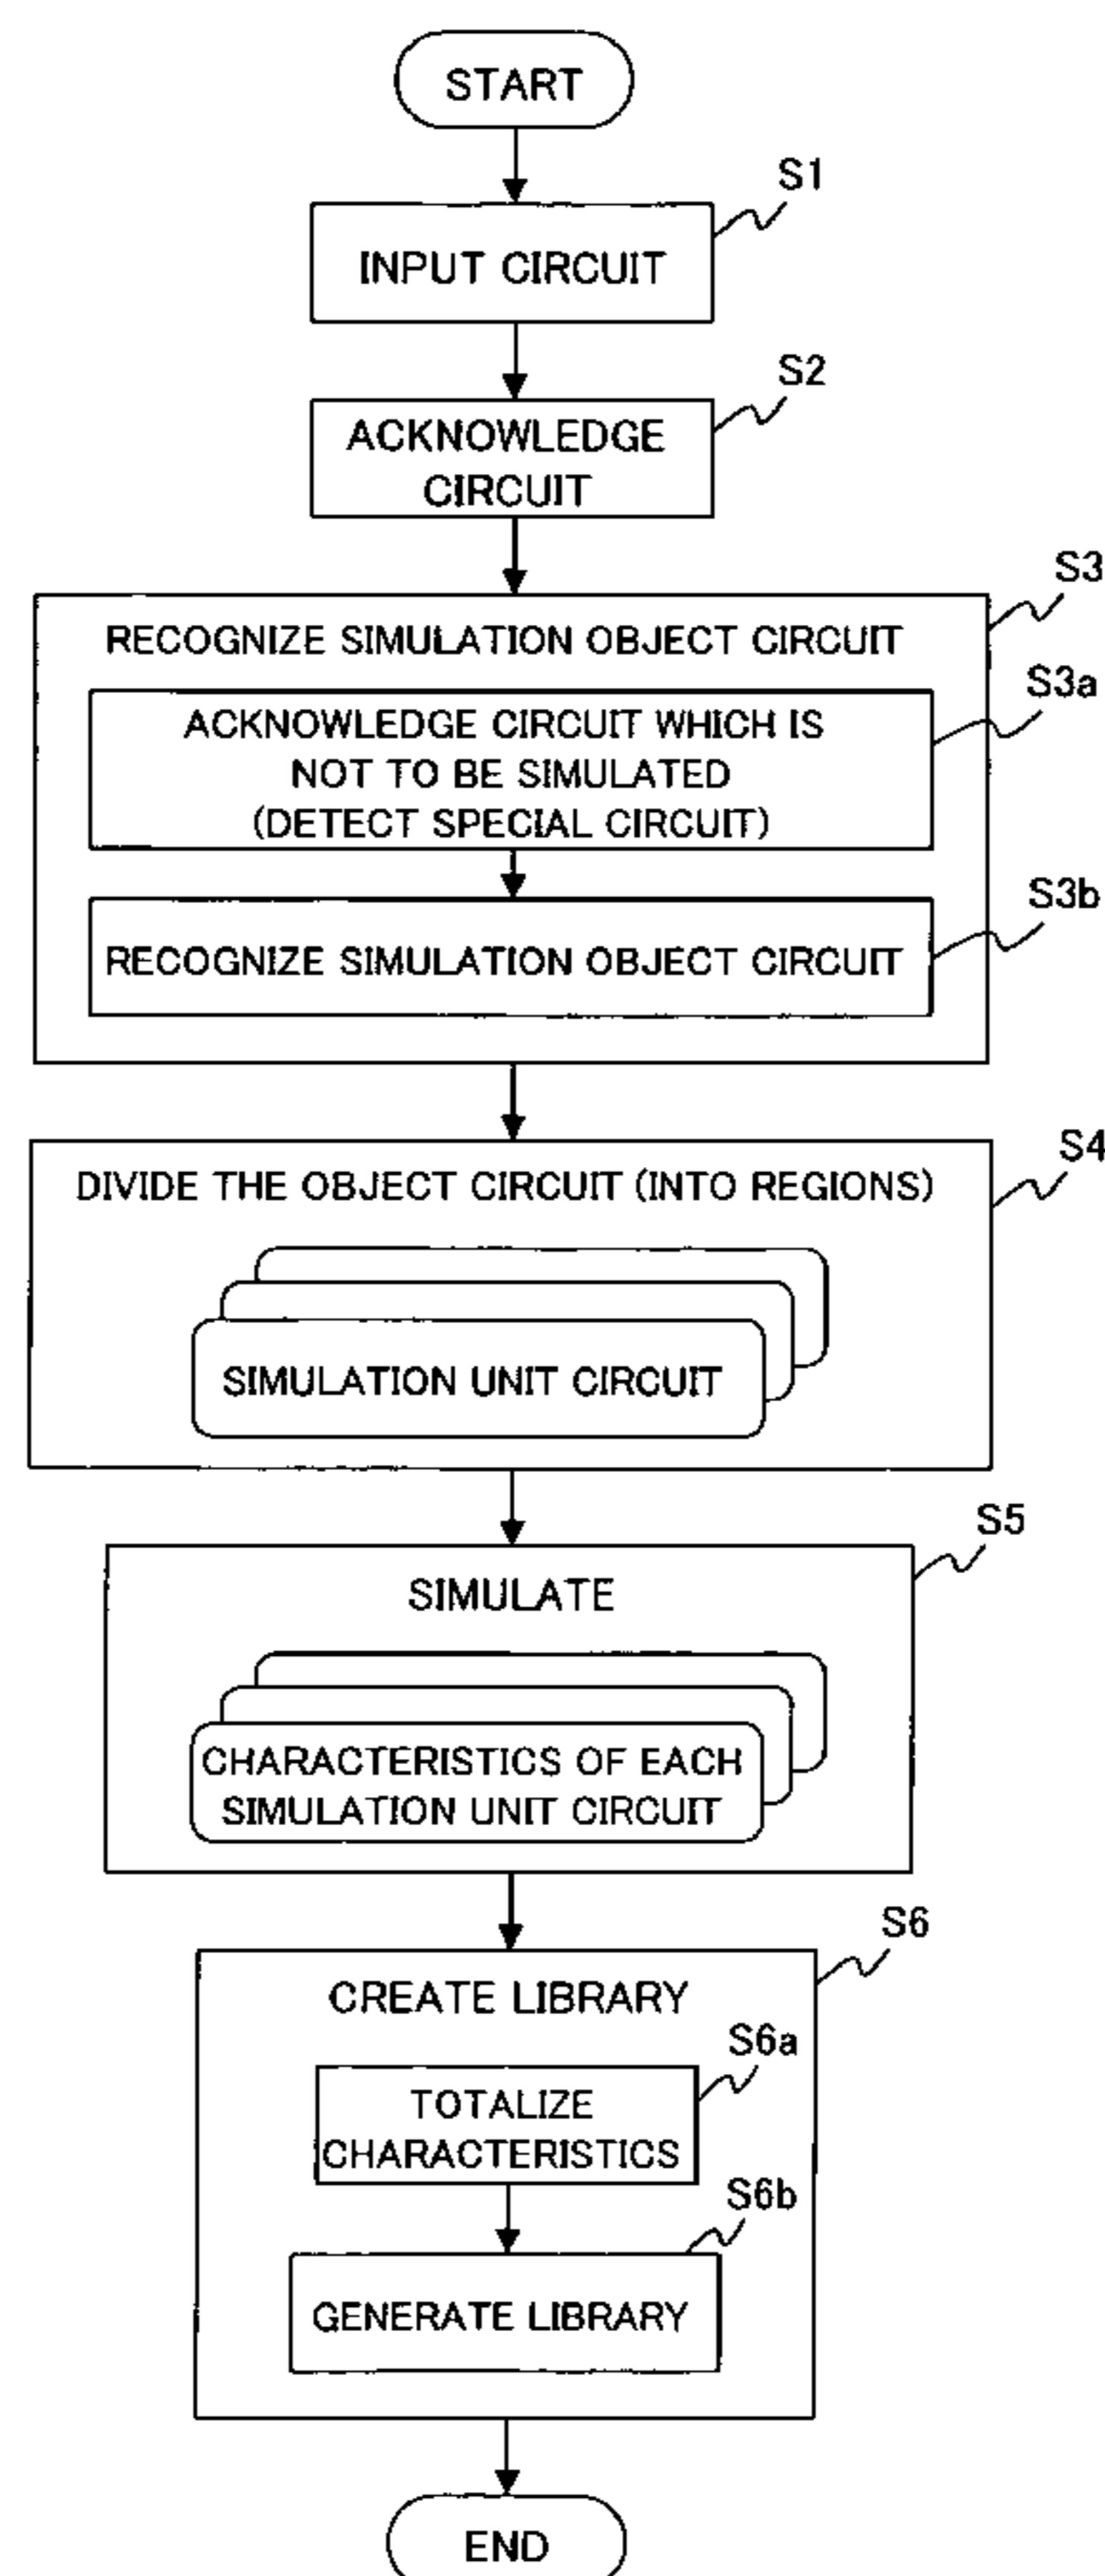 START
S1
INPUT CIRCUIT
S2
ACKNOWLEDGE
CIRCUIT
S3
RECOGNIZE SIMULATION OBJECT CIRCUIT
S3a
ACKNOWLEDGE CIRCUIT WHICH IS
NOT TO BE SIMULATED
(DETECT SPECIAL CIRCUIT)
S3b
RECOGNIZE SIMULATION OBJECT CIRCUIT
S4
DIVIDE THE OBJECT CIRCUIT (INTO REGIONS)
SIMULATION UNIT CIRCUIT
S5
SIMULATE
CHARACTERISTICS OF EACH
SIMULATION UNIT CIRCUIT
S6
CREATE LIBRARY
S6a
TOTALIZE
CHARACTERISTICS
S6b
GENERATE LIBRARY
END